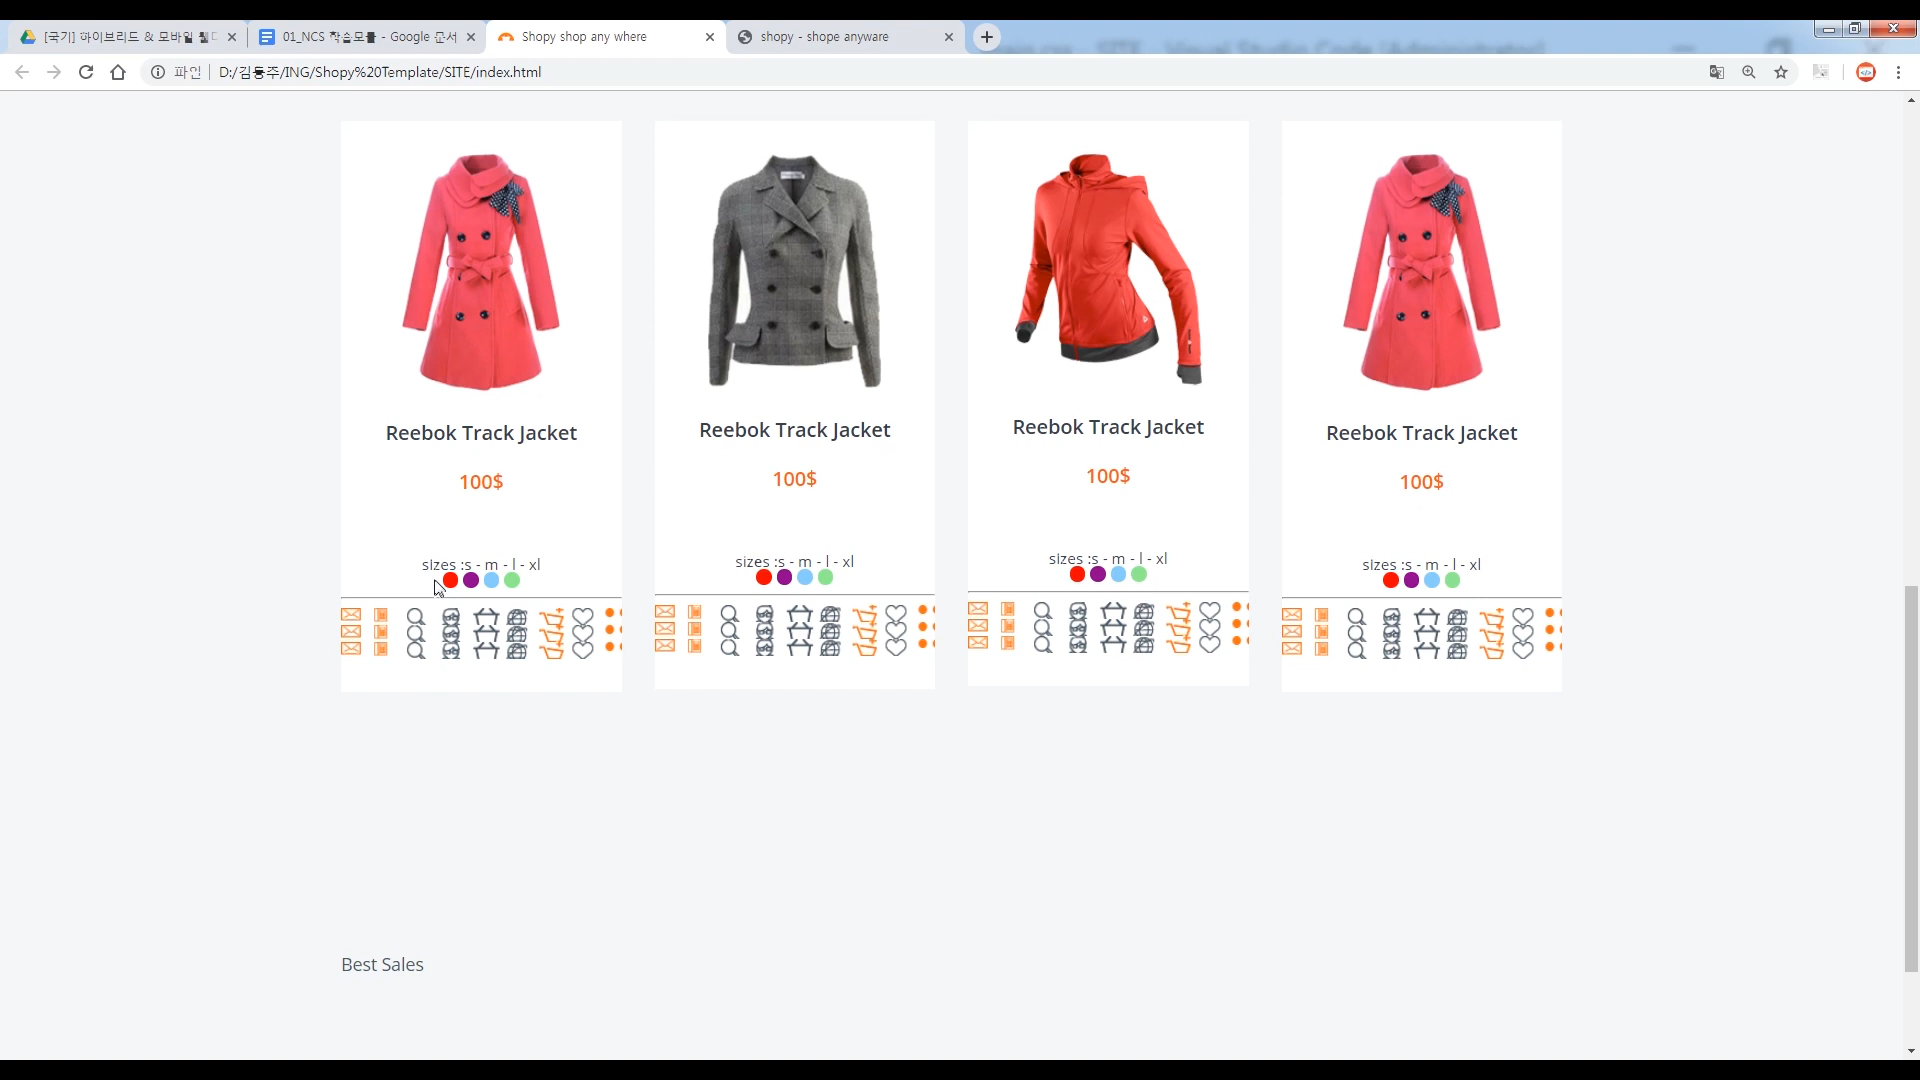 [국기] 하이브리드 & 모바일 웹디
01_NCS 학습모듈 - Google 문서
Shopy shop any where
shopy - shope anyware
파일
D:/김동주/ING/Shopy%20Template/SITE/index.html
Reebok Track Jacket
Reebok Track Jacket
Reebok Track Jacket
Reebok Track Jacket
100$
100$
100$
100$
sizes :s - m - l - xl
sizes :s - m - l - xl
sizes :s - m - l - xl
sizes :s - m - l - xl
Best Sales